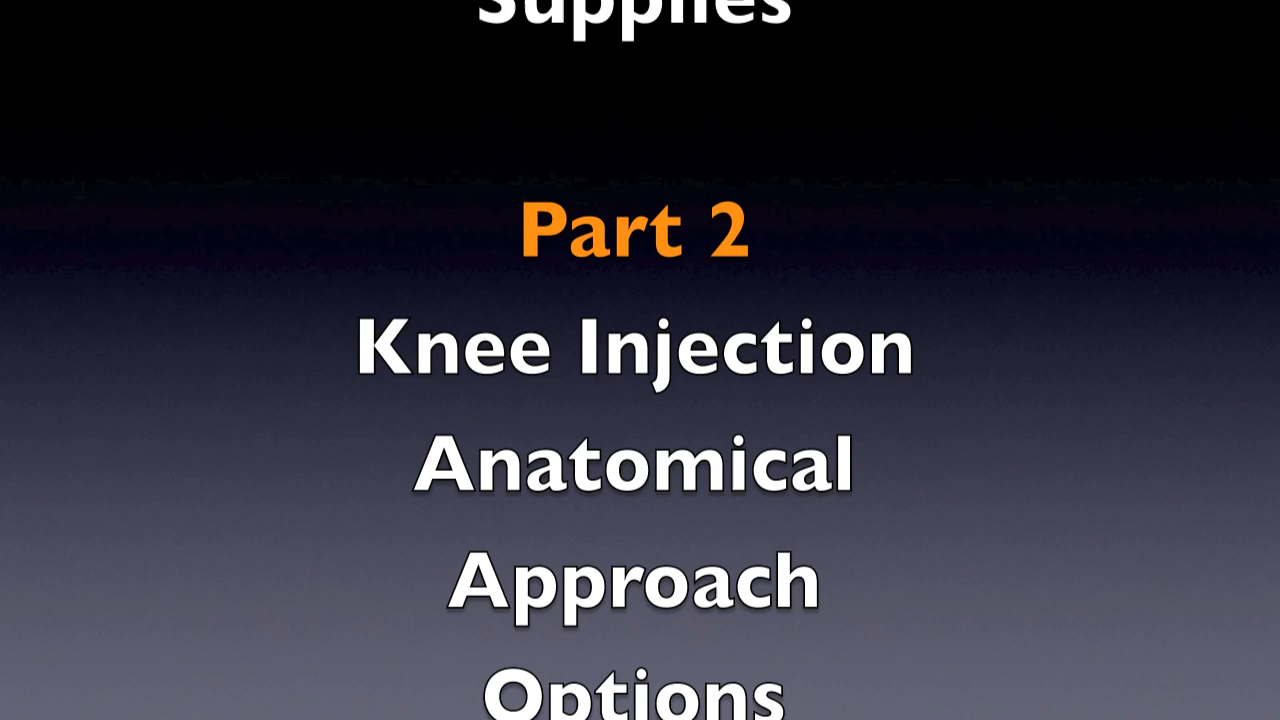 Supplies
Part 2
Knee Injection
Anatomical
Approach
Options